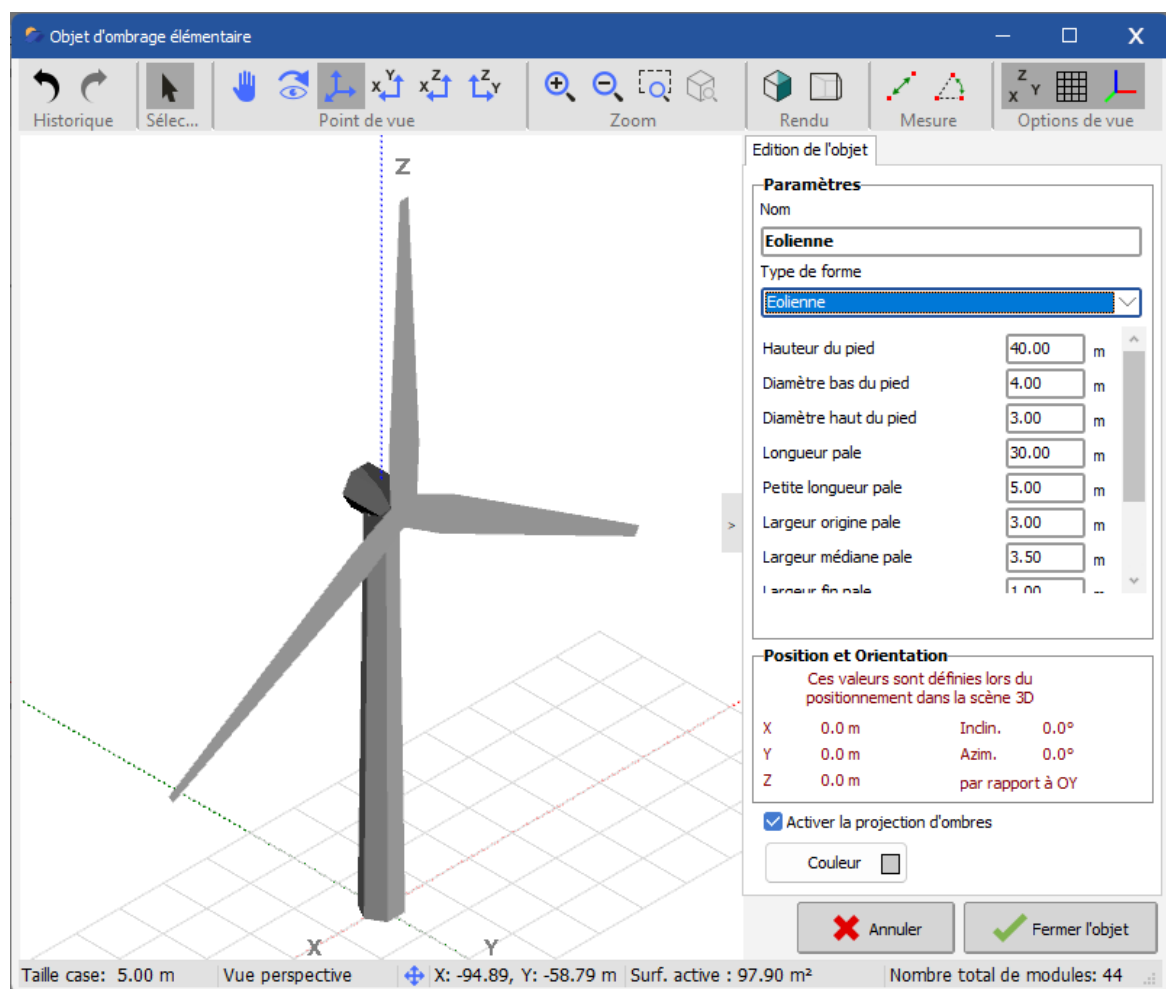 Objet d'ombrage élémentaire
Historique
Sélec...
Point de vue
Zoom
Rendu
Mesure
Options de vue
Edition de l'objet
Paramètres
Nom
Eolienne
Type de forme
Eolienne
Hauteur du pied 40.00 m
Diamètre bas du pied 4.00 m
Diamètre haut du pied 3.00 m
Longueur pale 30.00 m
Petite longueur pale 5.00 m
Largeur origine pale 3.00 m
Largeur médiane pale 3.50 m
Largeur fin pale 1.00 m
Position et Orientation
Ces valeurs sont définies lors du
positionnement dans la scène 3D
X 0.0 m Inclin. 0.0°
Y 0.0 m Azim. 0.0°
Z 0.0 m par rapport à OY
Activer la projection d'ombres
Couleur
Annuler
Fermer l'objet
Z
X
Y
>
Taille case: 5.00 m Vue perspective X: -94.89, Y: -58.79 m Surf. active : 97.90 m² Nombre total de modules: 44